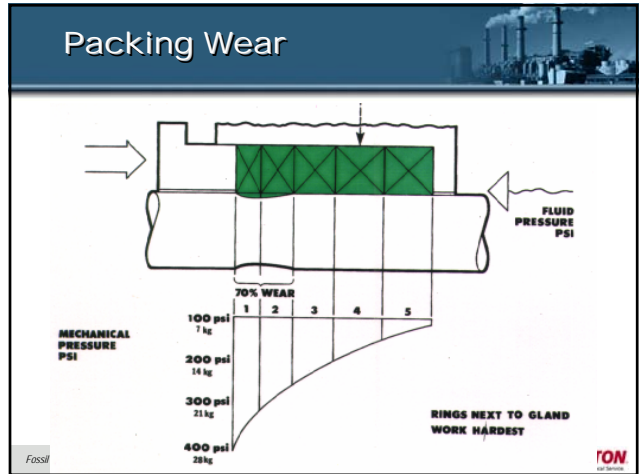 Packing Wear
FLUID
PRESSURE
PSI
70% WEAR
1 2 3 4 5
MECHANICAL
PRESSURE
PSI
100 psi
7 kg
200 psi
14 kg
300 psi
21 kg
400 psi
28 kg
RINGS NEXT TO GLAND
WORK HARDEST
Fossil
TON
cal Service